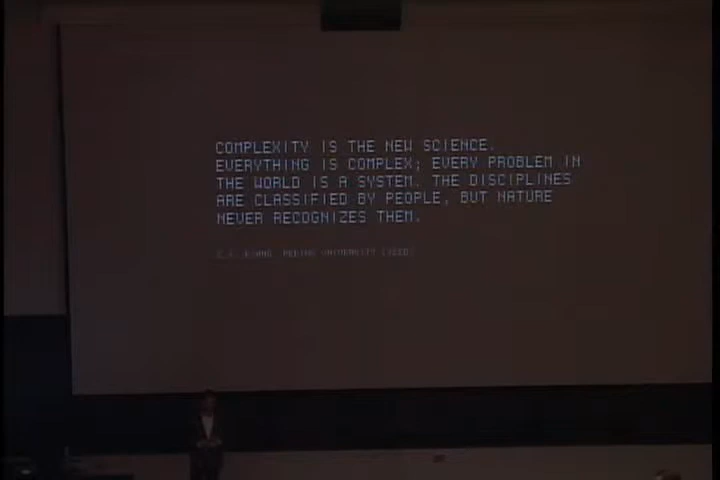 COMPLEXITY IS THE NEW SCIENCE.
EVERYTHING IS COMPLEX; EVERY PROBLEM IN
THE WORLD IS A SYSTEM. THE DISCIPLINES
ARE CLASSIFIED BY PEOPLE, BUT NATURE
NEVER RECOGNIZES THEM.
UNIVERSITY